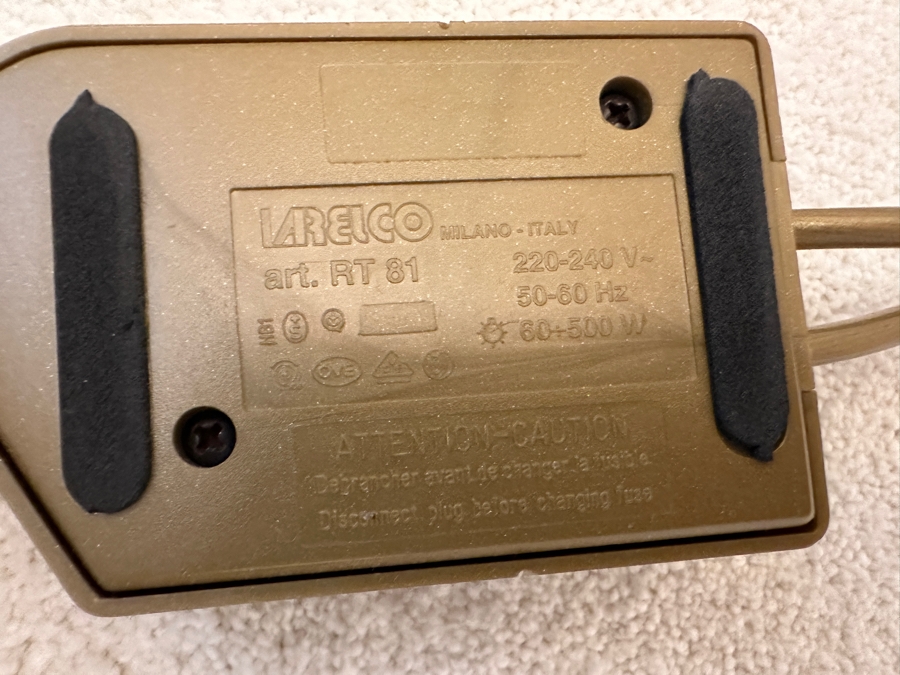 LARELCO MILANO - ITALY
art. RT 81
220-240 V~
50-60 Hz
60÷500 W
OVE
ATTENTION-CAUTION
Débrancher avant de changer la fusible
Disconnect plug before changing fuse